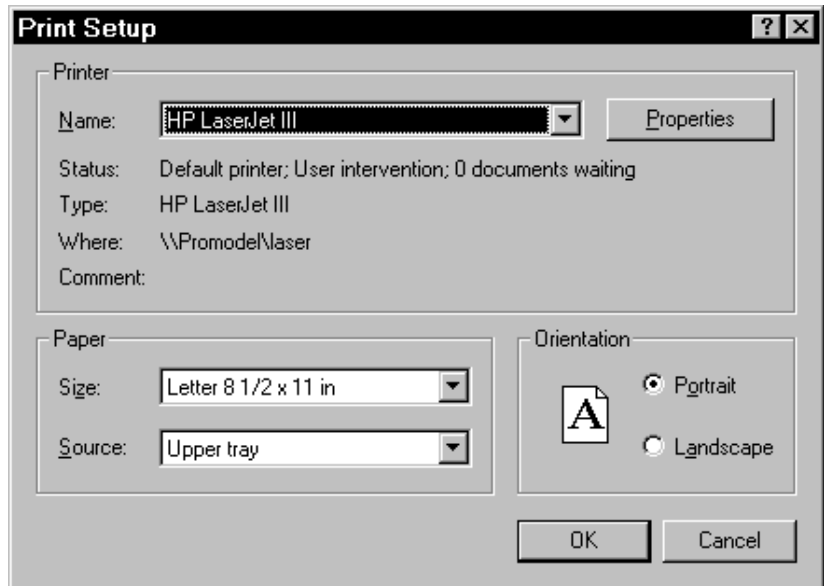 Print Setup
Printer
Name: HP LaserJet III Properties
Status: Default printer; User intervention; 0 documents waiting
Type: HP LaserJet III
Where: \\Promodel\laser
Comment:
Paper
Size: Letter 8 1/2 x 11 in
Source: Upper tray
Orientation
A
Portrait
Landscape
OK Cancel